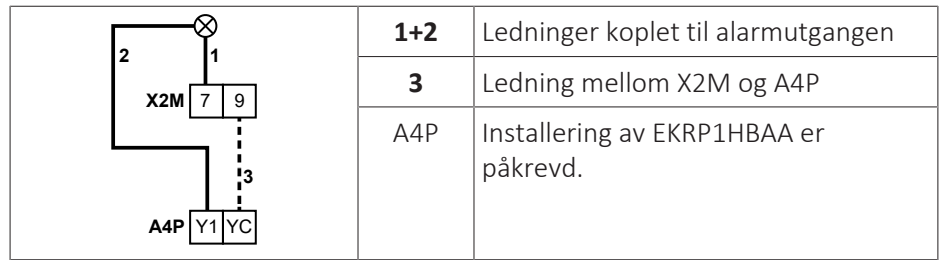 2
1
X2M 7 9
3
A4P Y1 YC
1+2 Ledninger koplet til alarmutgangen
3 Ledning mellom X2M og A4P
A4P Installering av EKRP1HBAA er
påkrevd.